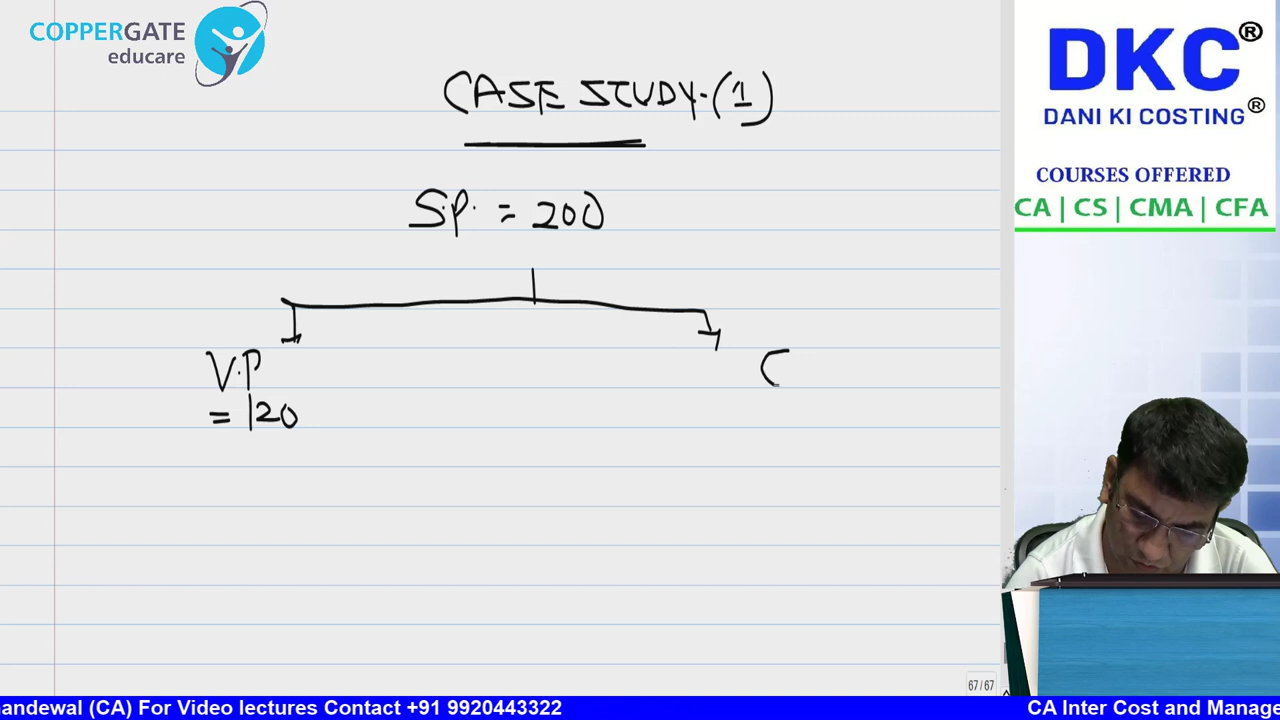 COPPERGATE
educare
CASE STUDY-(1)
S.P. = 200
V.P
= 120
C
DKC®
DANI KI COSTING®
COURSES OFFERED
CA | CS | CMA | CFA
67/67
andewal (CA) For Video lectures Contact +91 9920443322
CA Inter Cost and Manage